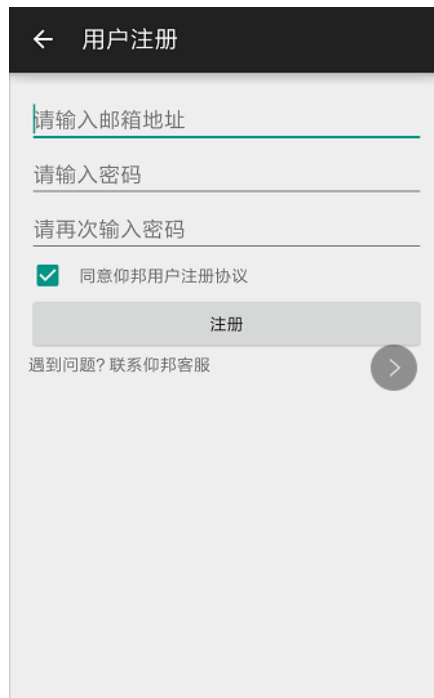 用户注册
请输入邮箱地址
请输入密码
请再次输入密码
同意仰邦用户注册协议
注册
遇到问题? 联系仰邦客服